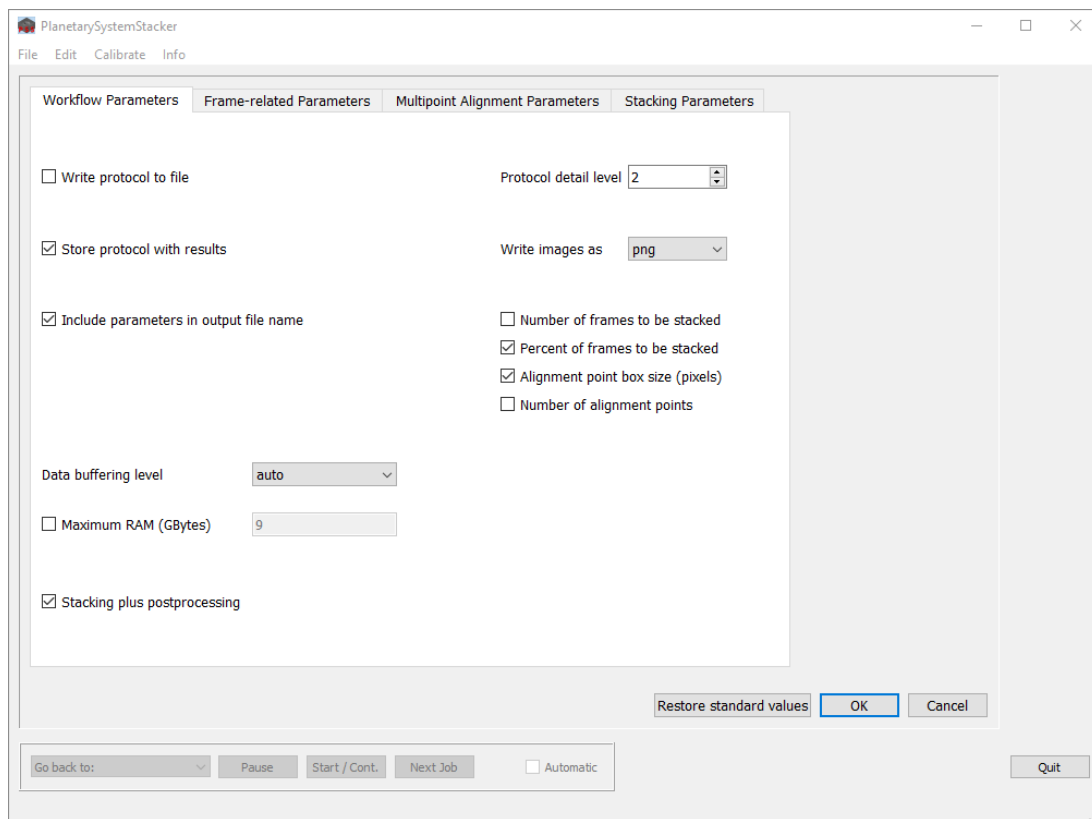 PlanetarySystemStacker
File Edit Calibrate Info
Workflow Parameters Frame-related Parameters Multipoint Alignment Parameters Stacking Parameters
Write protocol to file Protocol detail level 2
Store protocol with results Write images as png
Include parameters in output file name Number of frames to be stacked
Percent of frames to be stacked
Alignment point box size (pixels)
Number of alignment points
Data buffering level auto
Maximum RAM (GBytes) 9
Stacking plus postprocessing
Restore standard values OK Cancel
Go back to: Pause Start / Cont. Next Job Automatic Quit